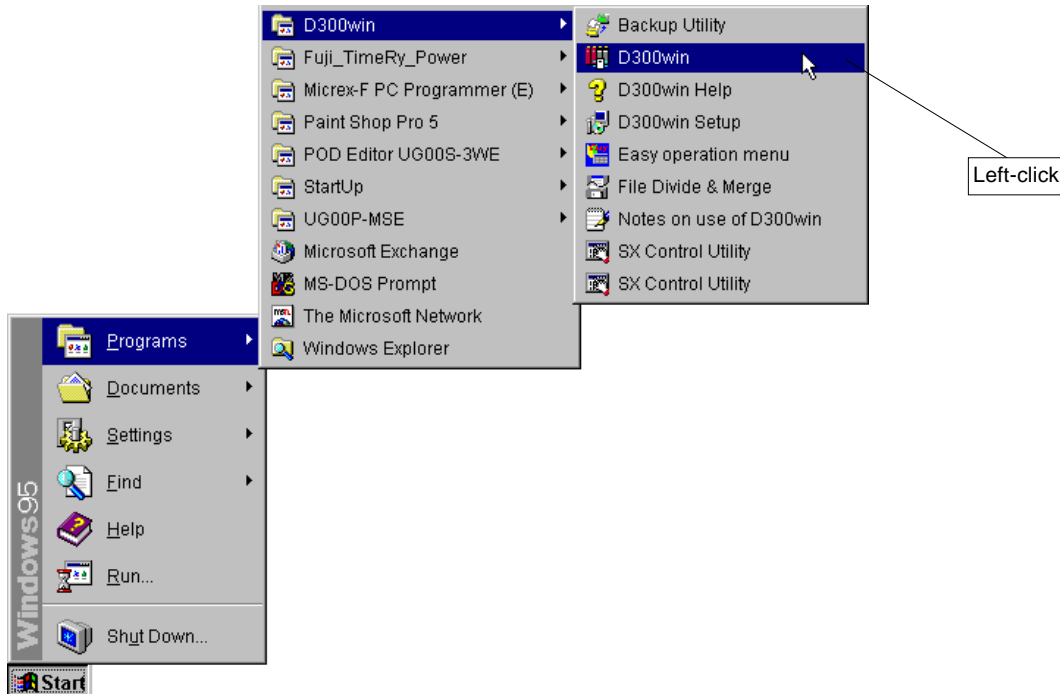 D300win
Fuji_TimeRy_Power
Micrex-F PC Programmer (E)
Paint Shop Pro 5
POD Editor UG00S-3WE
StartUp
UG00P-MSE
Microsoft Exchange
MS-DOS Prompt
The Microsoft Network
Windows Explorer
Backup Utility
D300win
D300win Help
D300win Setup
Easy operation menu
File Divide & Merge
Notes on use of D300win
SX Control Utility
SX Control Utility
Left-click
Programs
Documents
Settings
Find
Help
Run...
Shut Down...
Windows95
Start